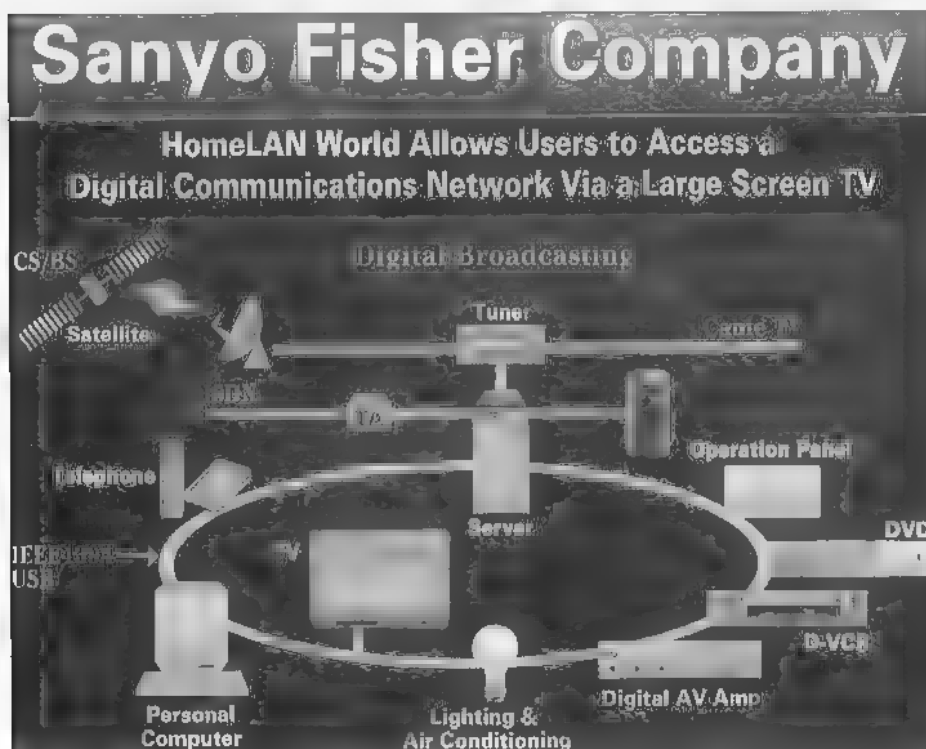 Sanyo Fisher Company
HomeLAN World Allows Users to Access a
Digital Communications Network Via a Large Screen TV
CS/BS
Digital Broadcasting
Tuner
Satellite
TA
Operation Panel
Telephone
Server
DVD
TV
USB
D-VCR
Digital AV Amp
Personal
Computer
Lighting &
Air Conditioning